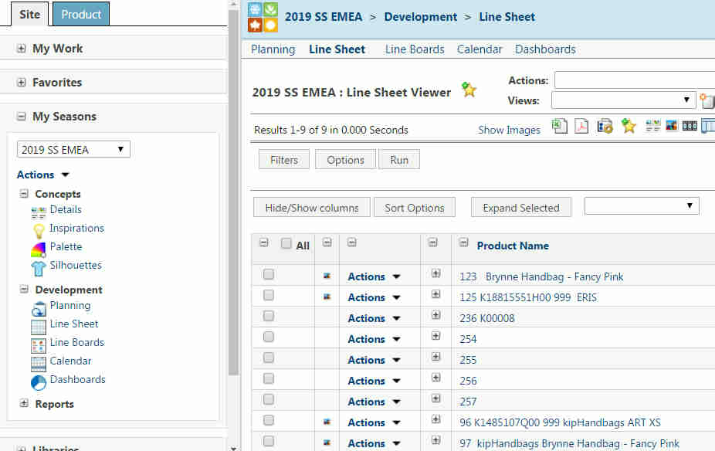 Site Product
My Work
Favorites
My Seasons
2019 SS EMEA
Actions
Concepts
Details
Inspirations
Palette
Silhouettes
Development
Planning
Line Sheet
Line Boards
Calendar
Dashboards
Reports
Libraries
2019 SS EMEA > Development > Line Sheet
Planning Line Sheet Line Boards Calendar Dashboards
2019 SS EMEA : Line Sheet Viewer
Actions:
Views:
Results 1-9 of 9 in 0.000 Seconds
Show Images
Filters Options Run
Hide/Show columns Sort Options Expand Selected
All Product Name
Actions 123 Brynne Handbag - Fancy Pink
Actions 125 K18815551H00 999 ERIS
Actions 236 K00008
Actions 254
Actions 255
Actions 256
Actions 257
Actions 96 K1485107Q00 999 kipHandbags ART XS
Actions 97 kipHandbags Brynne Handbag - Fancy Pink